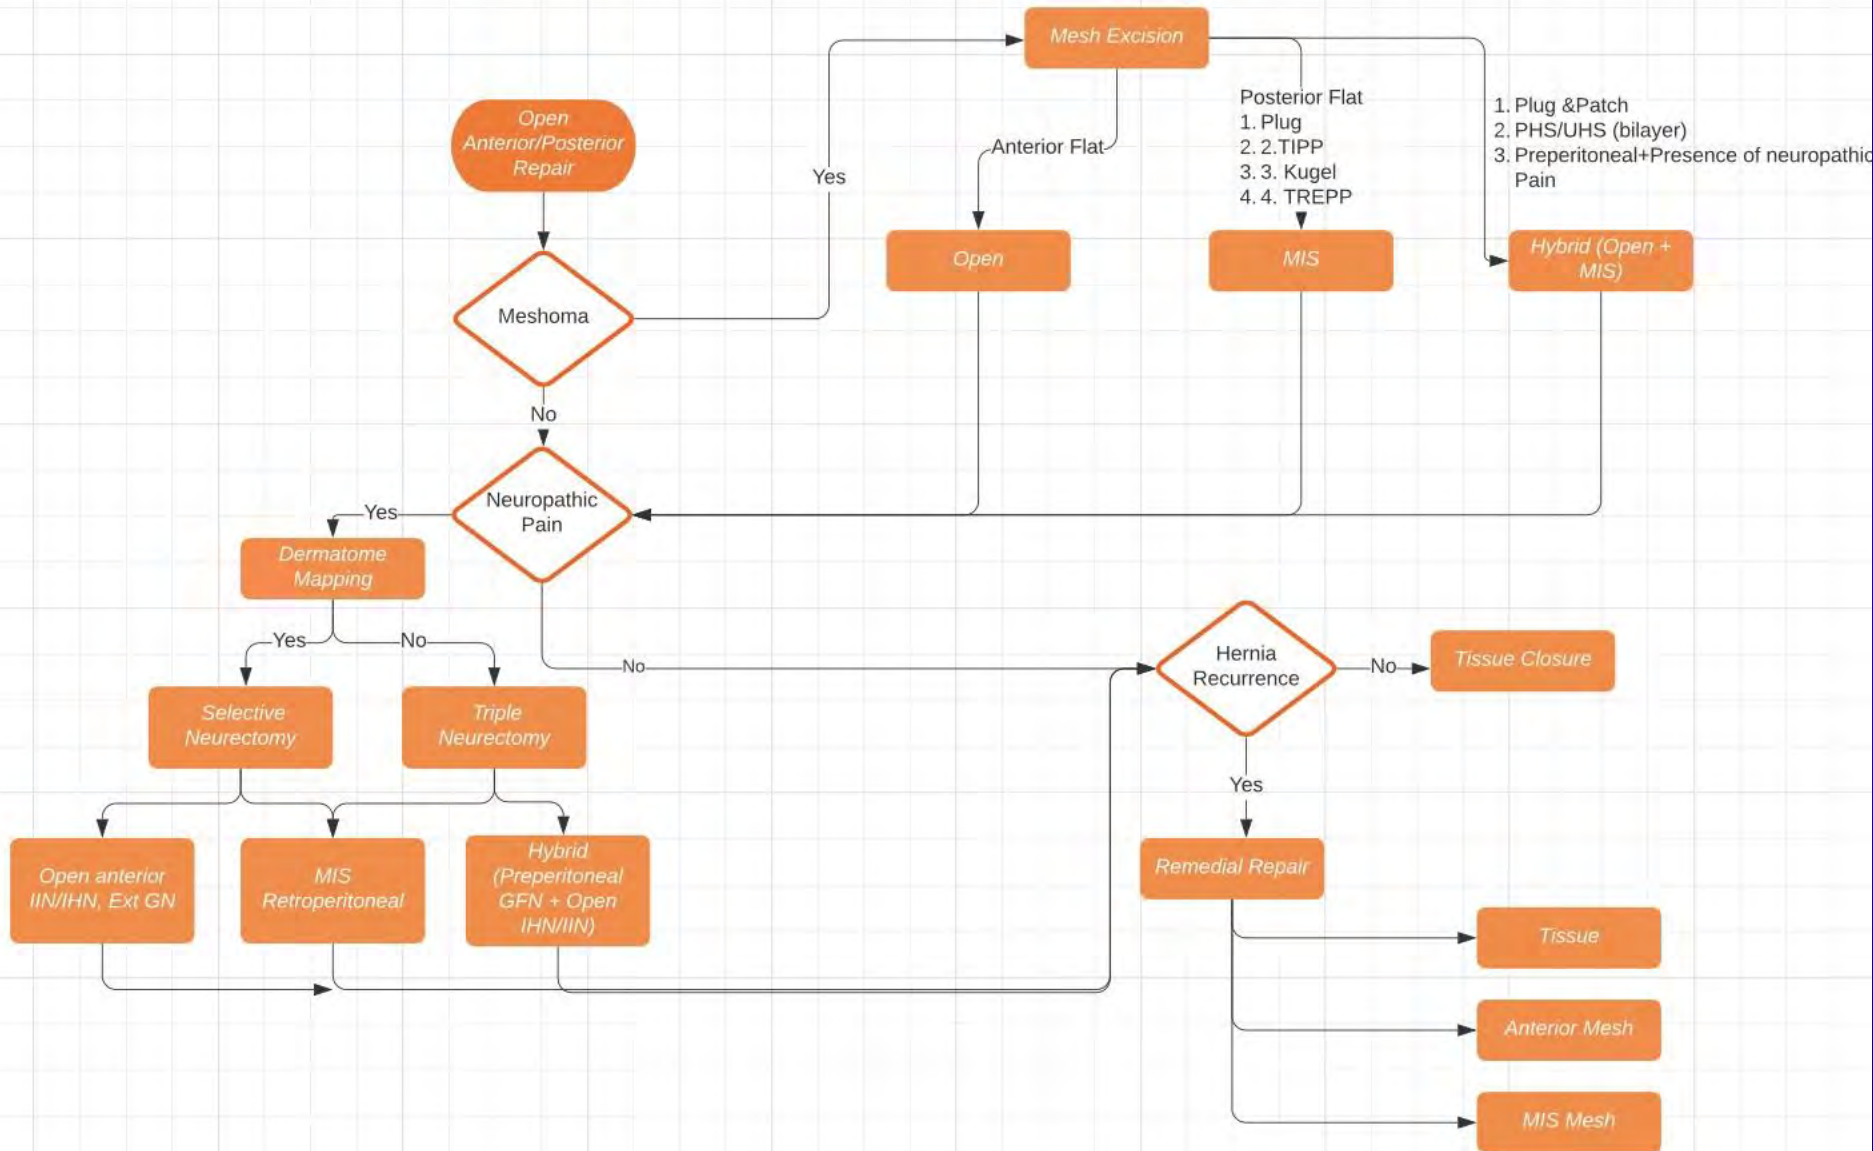 Mesh Excision
Open
Anterior/Posterior
Repair
Yes
Anterior Flat
Posterior Flat
1. Plug
2. 2.TIPP
3. 3. Kugel
4. 4. TREPP
1. Plug &Patch
2. PHS/UHS (bilayer)
3. Preperitoneal+Presence of neuropathic
Pain
Open
MIS
Hybrid (Open +
MIS)
Meshoma
No
Neuropathic
Pain
Yes
Dermatome
Mapping
Yes
No
No
Hernia
Recurrence
No
Tissue Closure
Selective
Neurectomy
Triple
Neurectomy
Yes
Open anterior
IIN/IHN, Ext GN
MIS
Retroperitoneal
Hybrid
(Preperitoneal
GFN + Open
IHN/IIN)
Remedial Repair
Tissue
Anterior Mesh
MIS Mesh